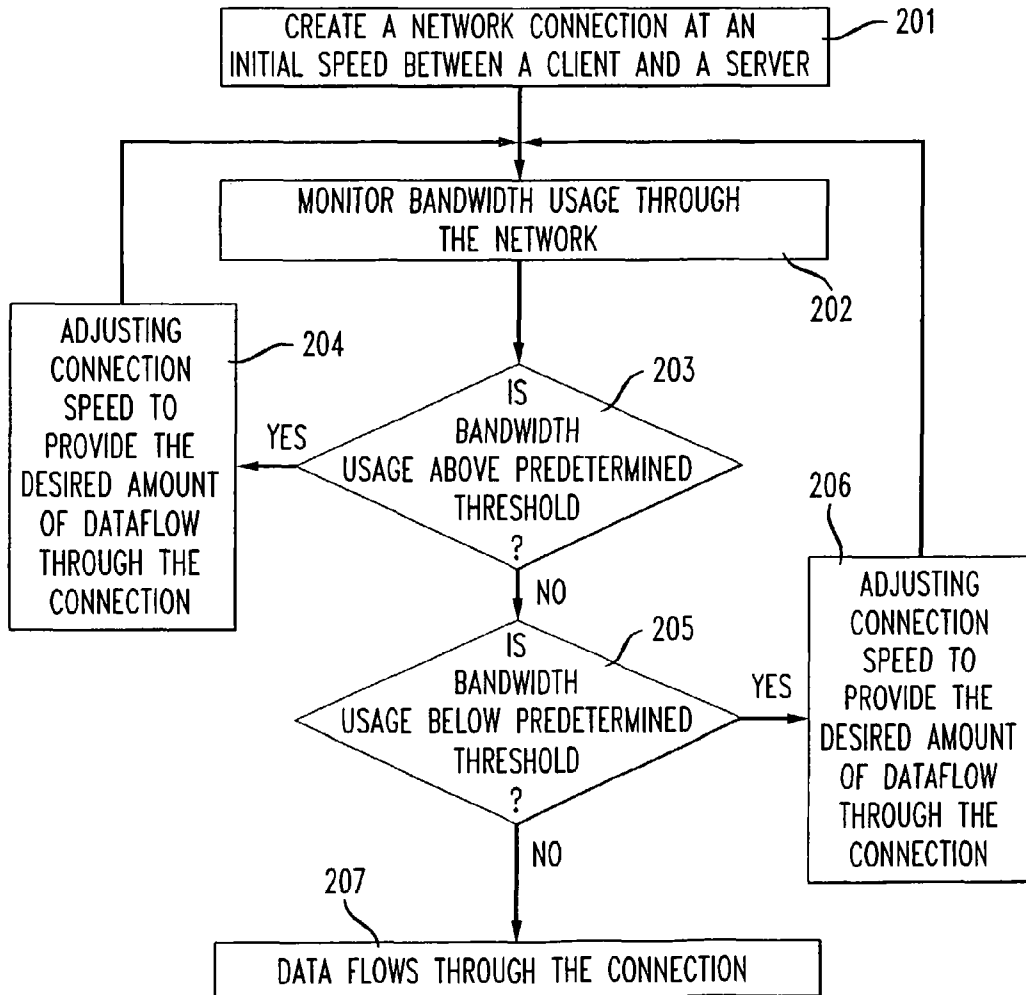 CREATE A NETWORK CONNECTION AT AN
INITIAL SPEED BETWEEN A CLIENT AND A SERVER
201
MONITOR BANDWIDTH USAGE THROUGH
THE NETWORK
202
ADJUSTING
CONNECTION
SPEED TO
PROVIDE THE
DESIRED AMOUNT
OF DATAFLOW
THROUGH THE
CONNECTION
204
YES
IS
BANDWIDTH
USAGE ABOVE PREDETERMINED
THRESHOLD
?
203
NO
IS
BANDWIDTH
USAGE BELOW PREDETERMINED
THRESHOLD
?
205
YES
206
ADJUSTING
CONNECTION
SPEED TO
PROVIDE THE
DESIRED AMOUNT
OF DATAFLOW
THROUGH THE
CONNECTION
NO
207
DATA FLOWS THROUGH THE CONNECTION